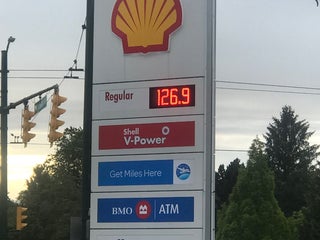 Regular 126.9
Shell
V-Power
Get Miles Here
BMO ATM